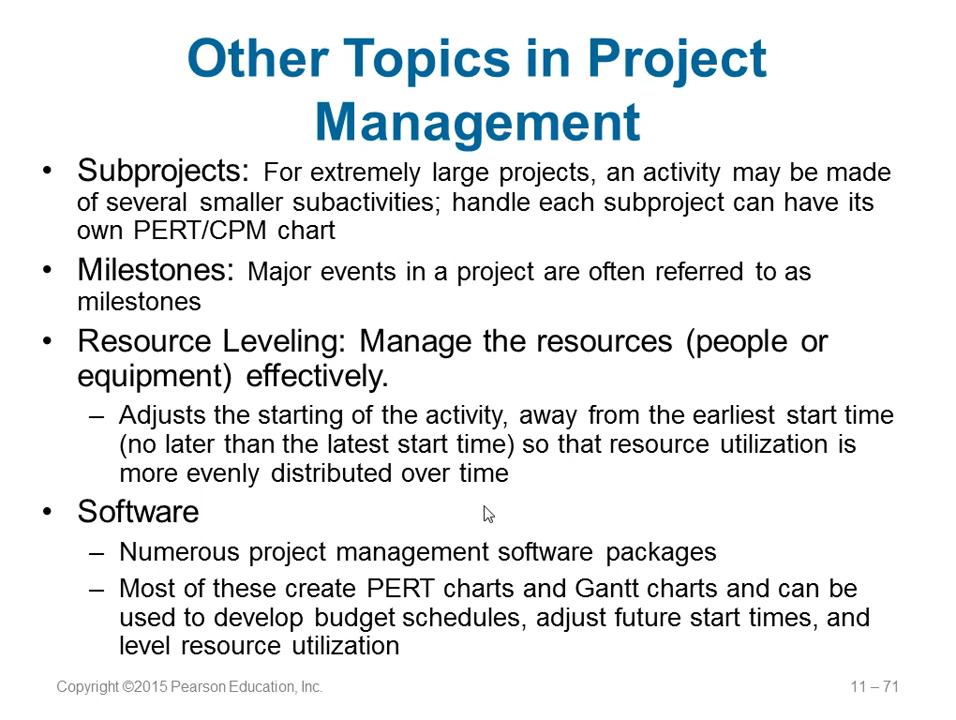 Other Topics in Project
Management
• Subprojects: For extremely large projects, an activity may be made
of several smaller subactivities; handle each subproject can have its
own PERT/CPM chart
• Milestones: Major events in a project are often referred to as
milestones
• Resource Leveling: Manage the resources (people or
equipment) effectively.
– Adjusts the starting of the activity, away from the earliest start time
(no later than the latest start time) so that resource utilization is
more evenly distributed over time
• Software
– Numerous project management software packages
– Most of these create PERT charts and Gantt charts and can be
used to develop budget schedules, adjust future start times, and
level resource utilization
Copyright ©2015 Pearson Education, Inc.
11 – 71